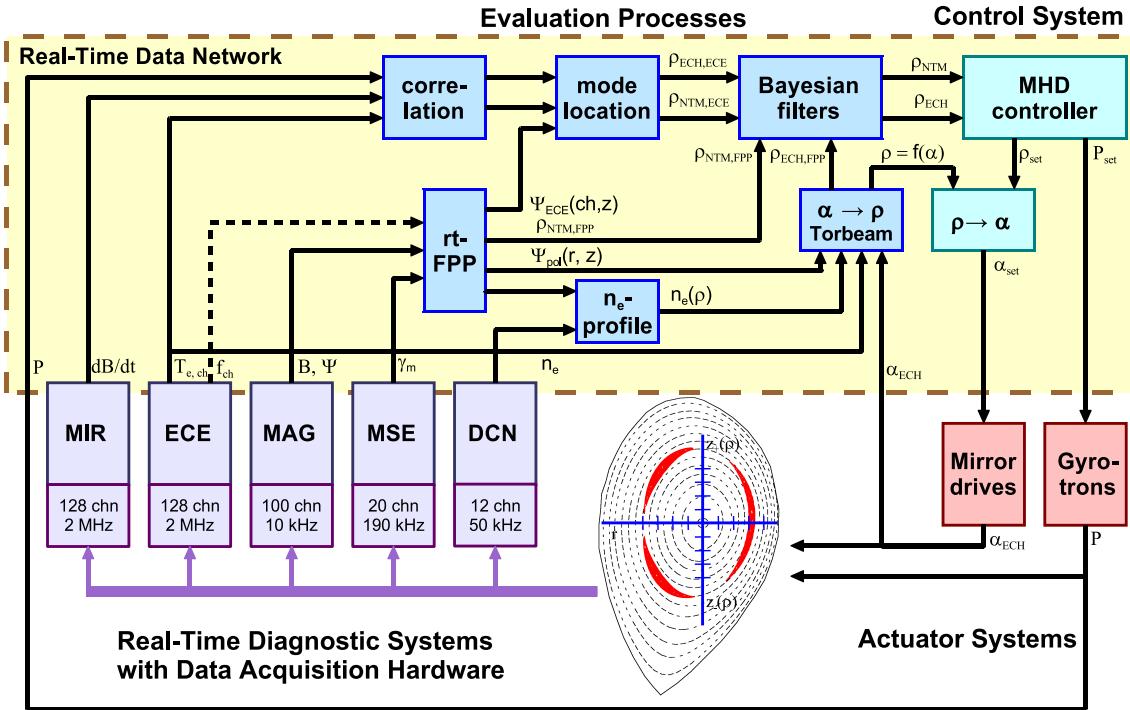 Evaluation Processes
Control System
Real-Time Data Network
corre-
lation
mode
location
ρECH,ECE
ρNTM,ECE
Bayesian
filters
ρNTM
ρECH
MHD
controller
ρNTM,FPP
ρECH,FPP
ρ = f(α)
ρset
Pset
rt-
FPP
ΨECE(ch,z)
ρNTM,FPP
Ψpol(r, z)
α → ρ
Torbeam
ρ → α
αset
ne-
profile
ne(ρ)
P
dB/dt
Te, ch
fch
B, Ψ
γm
ne
αECH
MIR
ECE
MAG
MSE
DCN
128 chn
2 MHz
128 chn
2 MHz
100 chn
10 kHz
20 chn
190 kHz
12 chn
50 kHz
z(ρ)
r
z(ρ)
Mirror
drives
Gyro-
trons
αECH
P
Real-Time Diagnostic Systems
with Data Acquisition Hardware
Actuator Systems